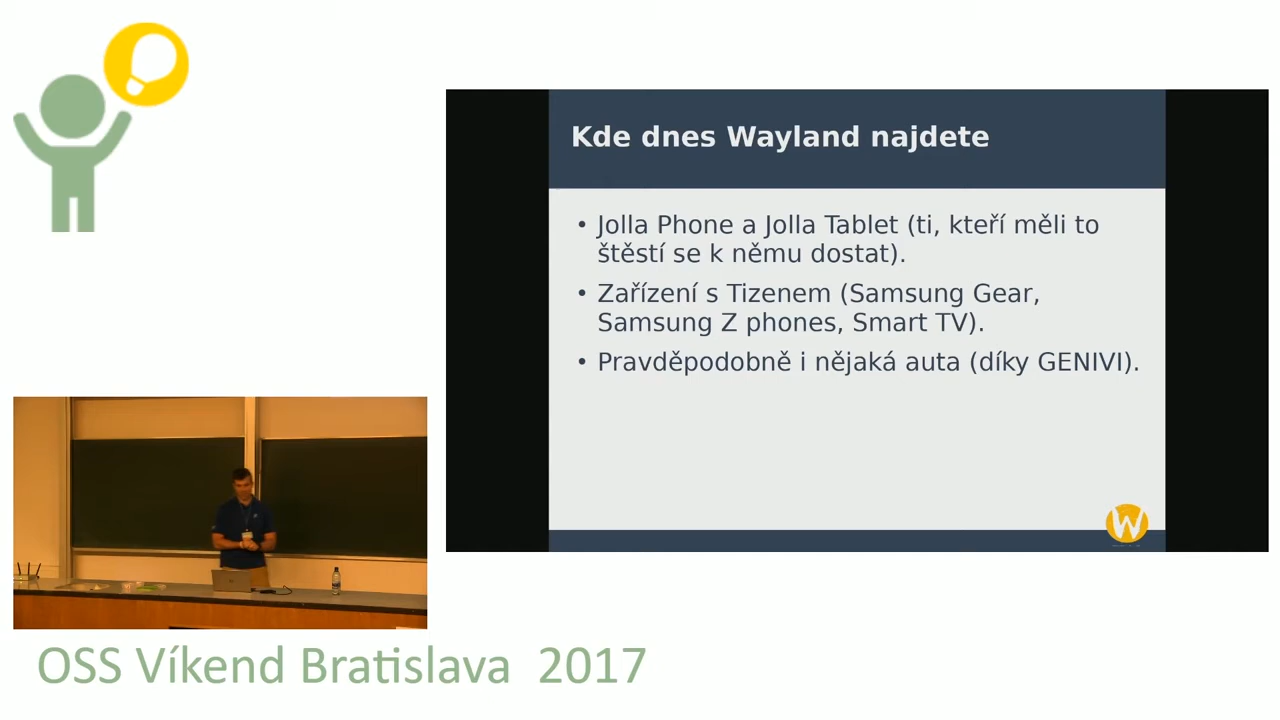 Kde dnes Wayland najdete
• Jolla Phone a Jolla Tablet (ti, kteří měli to
štěstí se k němu dostat).
• Zařízení s Tizenem (Samsung Gear,
Samsung Z phones, Smart TV).
• Pravděpodobně i nějaká auta (díky GENIVI).
W
OSS Víkend Bratislava 2017